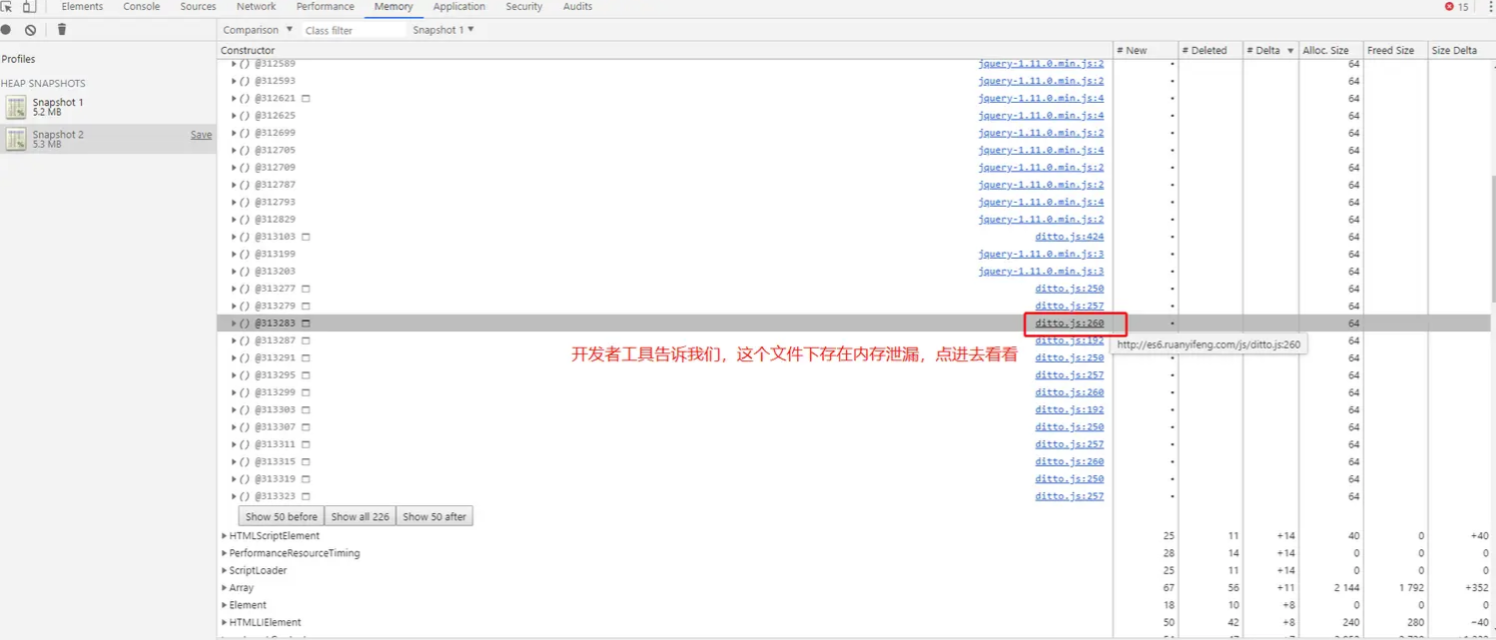 Elements Console Sources Network Performance Memory Application Security Audits 15
Comparison ▼ Class filter Snapshot 1 ▼
Profiles
HEAP SNAPSHOTS
Snapshot 1
5.2 MB
Snapshot 2 Save
5.3 MB
Constructor # New # Deleted # Delta ▼ Alloc. Size Freed Size Size Delta
() @312589 jquery-1.11.0.min.js:2 • 64
() @312593 jquery-1.11.0.min.js:2 • 64
() @312621 jquery-1.11.0.min.js:4 • 64
() @312625 jquery-1.11.0.min.js:4 • 64
() @312699 jquery-1.11.0.min.js:2 • 64
() @312705 jquery-1.11.0.min.js:4 • 64
() @312709 jquery-1.11.0.min.js:2 • 64
() @312787 jquery-1.11.0.min.js:2 • 64
() @312793 jquery-1.11.0.min.js:4 • 64
() @312829 jquery-1.11.0.min.js:2 • 64
() @313103 ditto.js:424 • 64
() @313199 jquery-1.11.0.min.js:3 • 64
() @313203 jquery-1.11.0.min.js:3 • 64
() @313277 ditto.js:250 • 64
() @313279 ditto.js:257 • 64
() @313283 ditto.js:260 • 64
() @313287 ditto.js:192 • 64
http://es6.ruanyifeng.com/js/ditto.js:260
开发者工具告诉我们，这个文件下存在内存泄漏，点进去看看
() @313291 ditto.js:250 • 64
() @313295 ditto.js:257 • 64
() @313299 ditto.js:260 • 64
() @313303 ditto.js:192 • 64
() @313307 ditto.js:250 • 64
() @313311 ditto.js:257 • 64
() @313315 ditto.js:260 • 64
() @313319 ditto.js:250 • 64
() @313323 ditto.js:257 • 64
Show 50 before Show all 226 Show 50 after
HTMLScriptElement 25 11 +14 40 0 +40
PerformanceResourceTiming 28 14 +14 0 0 0
ScriptLoader 25 11 +14 0 0 0
Array 67 56 +11 2 144 1 792 +352
Element 18 10 +8 0 0 0
HTMLLIElement 50 42 +8 240 280 −40